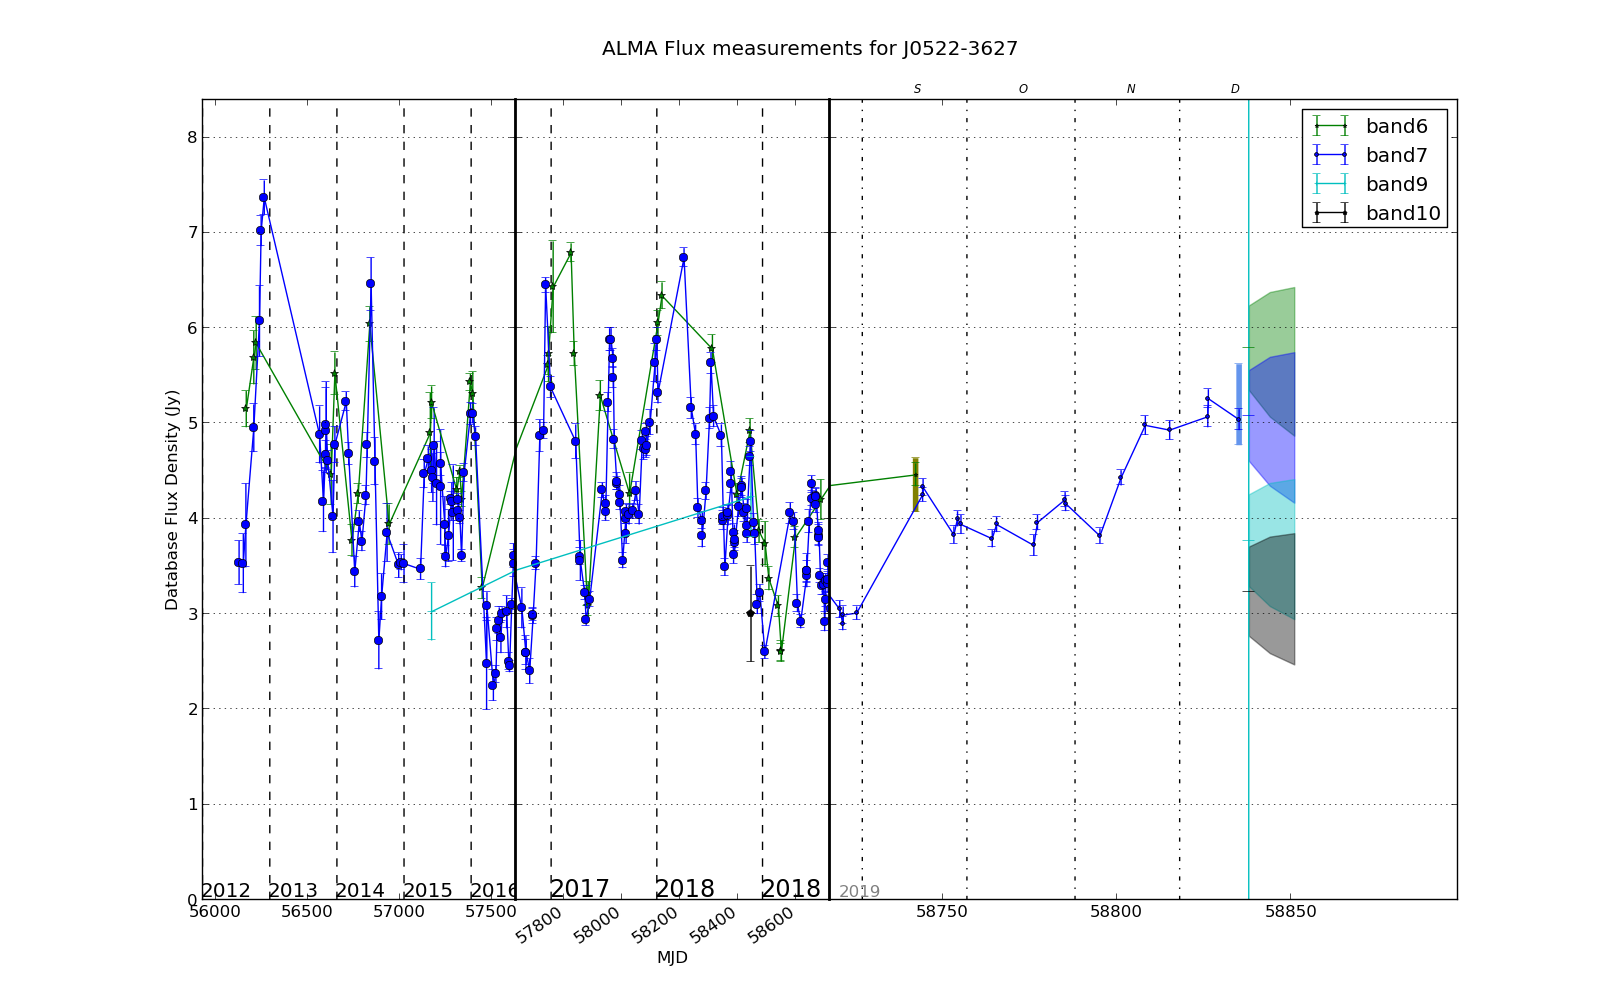 ALMA Flux measurements for J0522-3627
S O N D
band6
band7
band9
band10
8
7
6
5
4
3
2
1
0
Database Flux Density (Jy)
2012 2013 2014 2015 2016 2017 2018 2018 2019
56000 56500 57000 57500 57800 58000 58200 58400 58600 58750 58800 58850
MJD